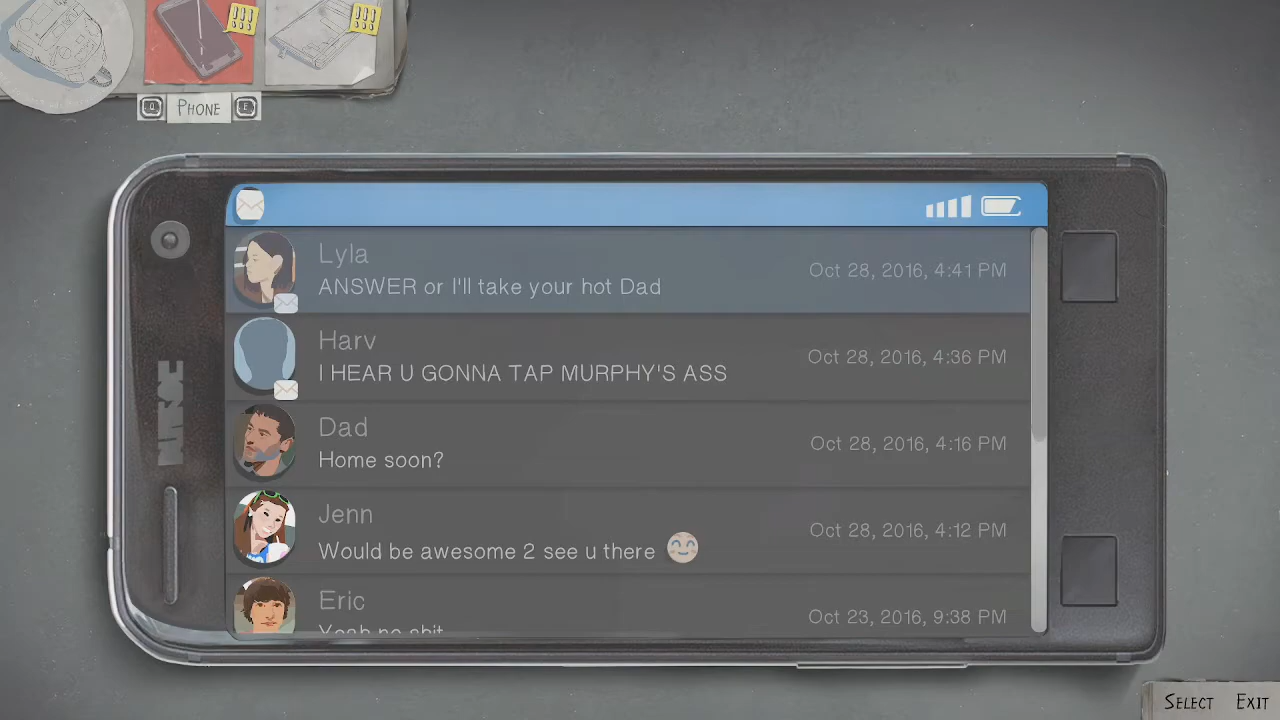 Q PHONE E
Lyla
ANSWER or I'll take your hot Dad
Oct 28, 2016, 4:41 PM
Harv
I HEAR U GONNA TAP MURPHY'S ASS
Oct 28, 2016, 4:36 PM
Dad
Home soon?
Oct 28, 2016, 4:16 PM
Jenn
Would be awesome 2 see u there
Oct 28, 2016, 4:12 PM
Eric
Yeah no shit
Oct 23, 2016, 9:38 PM
SELECT EXIT